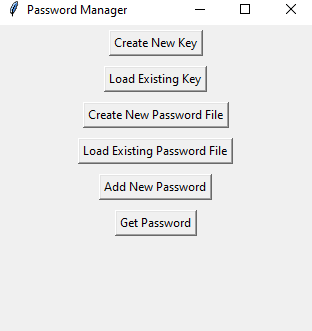 Password Manager
Create New Key
Load Existing Key
Create New Password File
Load Existing Password File
Add New Password
Get Password